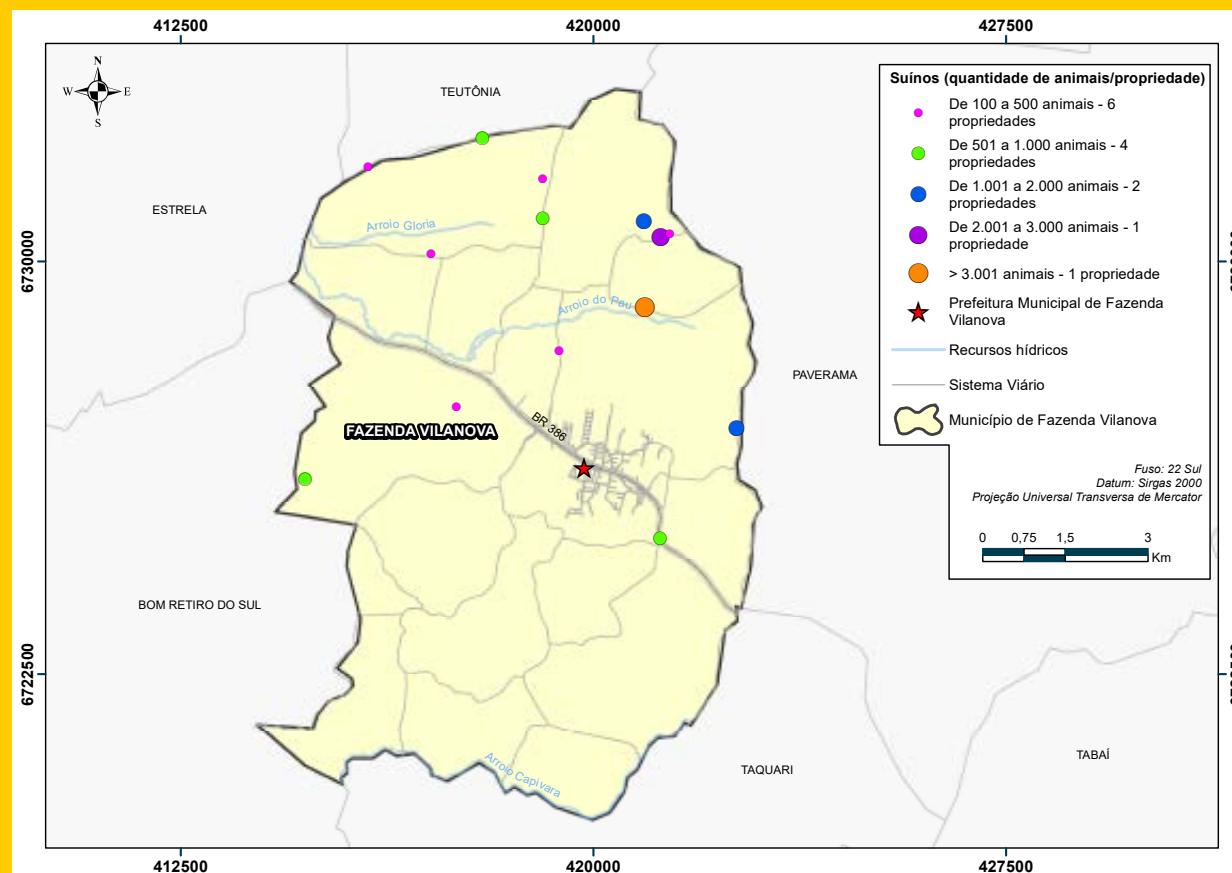 412500 420000 427500
N
W E
S
TEUTÔNIA
ESTRELA
Arroio Gloria
6730000
Arroio do Pau
PAVERAMA
BR 386
FAZENDA VILANOVA
BOM RETIRO DO SUL
6722500
Arroio Capivara
TAQUARI
TABAÍ
Suínos (quantidade de animais/propriedade)
De 100 a 500 animais - 6
propriedades
De 501 a 1.000 animais - 4
propriedades
De 1.001 a 2.000 animais - 2
propriedades
De 2.001 a 3.000 animais - 1
propriedade
> 3.001 animais - 1 propriedade
Prefeitura Municipal de Fazenda
Vilanova
Recursos hídricos
Sistema Viário
Município de Fazenda Vilanova
Fuso: 22 Sul
Datum: Sirgas 2000
Projeção Universal Transversa de Mercator
0 0,75 1,5 3
Km
412500 420000 427500